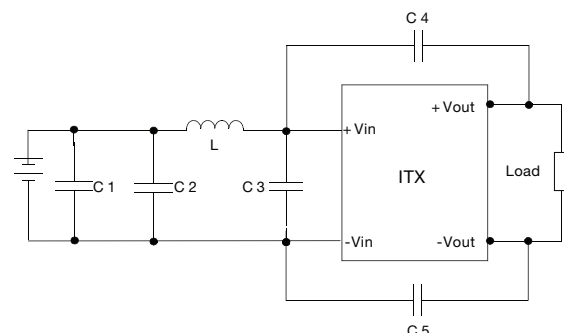 C 4
+ Vout
+ Vin
L
C 1
C 2
C 3
ITX
Load
-Vin
-Vout
C 5